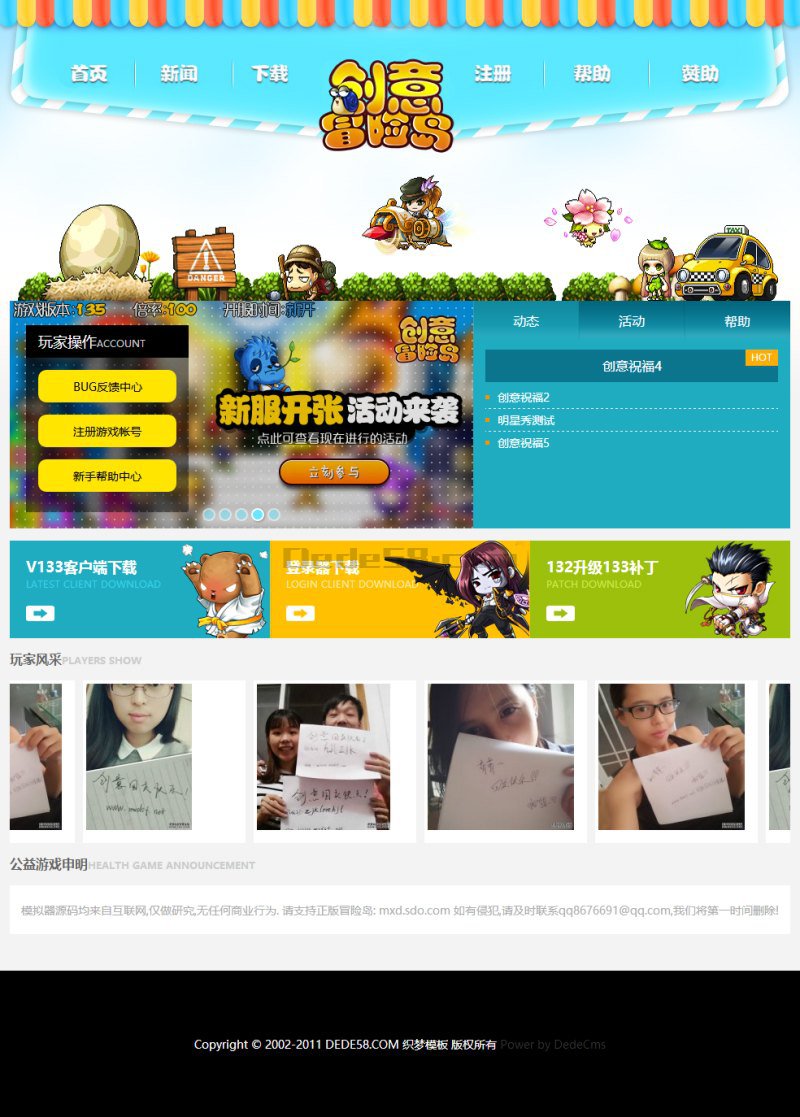 首页 新闻 下载 注册 帮助 赞助
创意
冒险岛
TAXI
DANGER
游戏版本:135 倍率:100 开服时间:新开
创意
冒险岛
玩家操作ACCOUNT
BUG反馈中心
注册游戏帐号
新手帮助中心
新服开张 活动来袭
点此可查看现在进行的活动
立刻参与
动态 活动 帮助
HOT
创意祝福4
创意祝福2
明星秀测试
创意祝福5
Dede58.com
V133客户端下载
LATEST CLIENT DOWNLOAD
登录器下载
LOGIN CLIENT DOWNLOAD
132升级133补丁
PATCH DOWNLOAD
玩家风采PLAYERS SHOW
公益游戏申明HEALTH GAME ANNOUNCEMENT
模拟器源码均来自互联网,仅做研究,无任何商业行为. 请支持正版冒险岛: mxd.sdo.com 如有侵犯,请及时联系qq8676691@qq.com,我们将第一时间删除!
Copyright © 2002-2011 DEDE58.COM 织梦模板 版权所有 Power by DedeCms